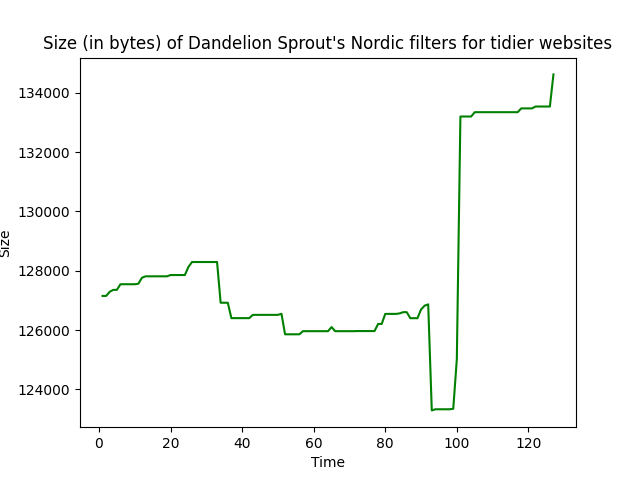 Size (in bytes) of Dandelion Sprout's Nordic filters for tidier websites
134000
132000
130000
128000
126000
124000
Size
0 20 40 60 80 100 120
Time